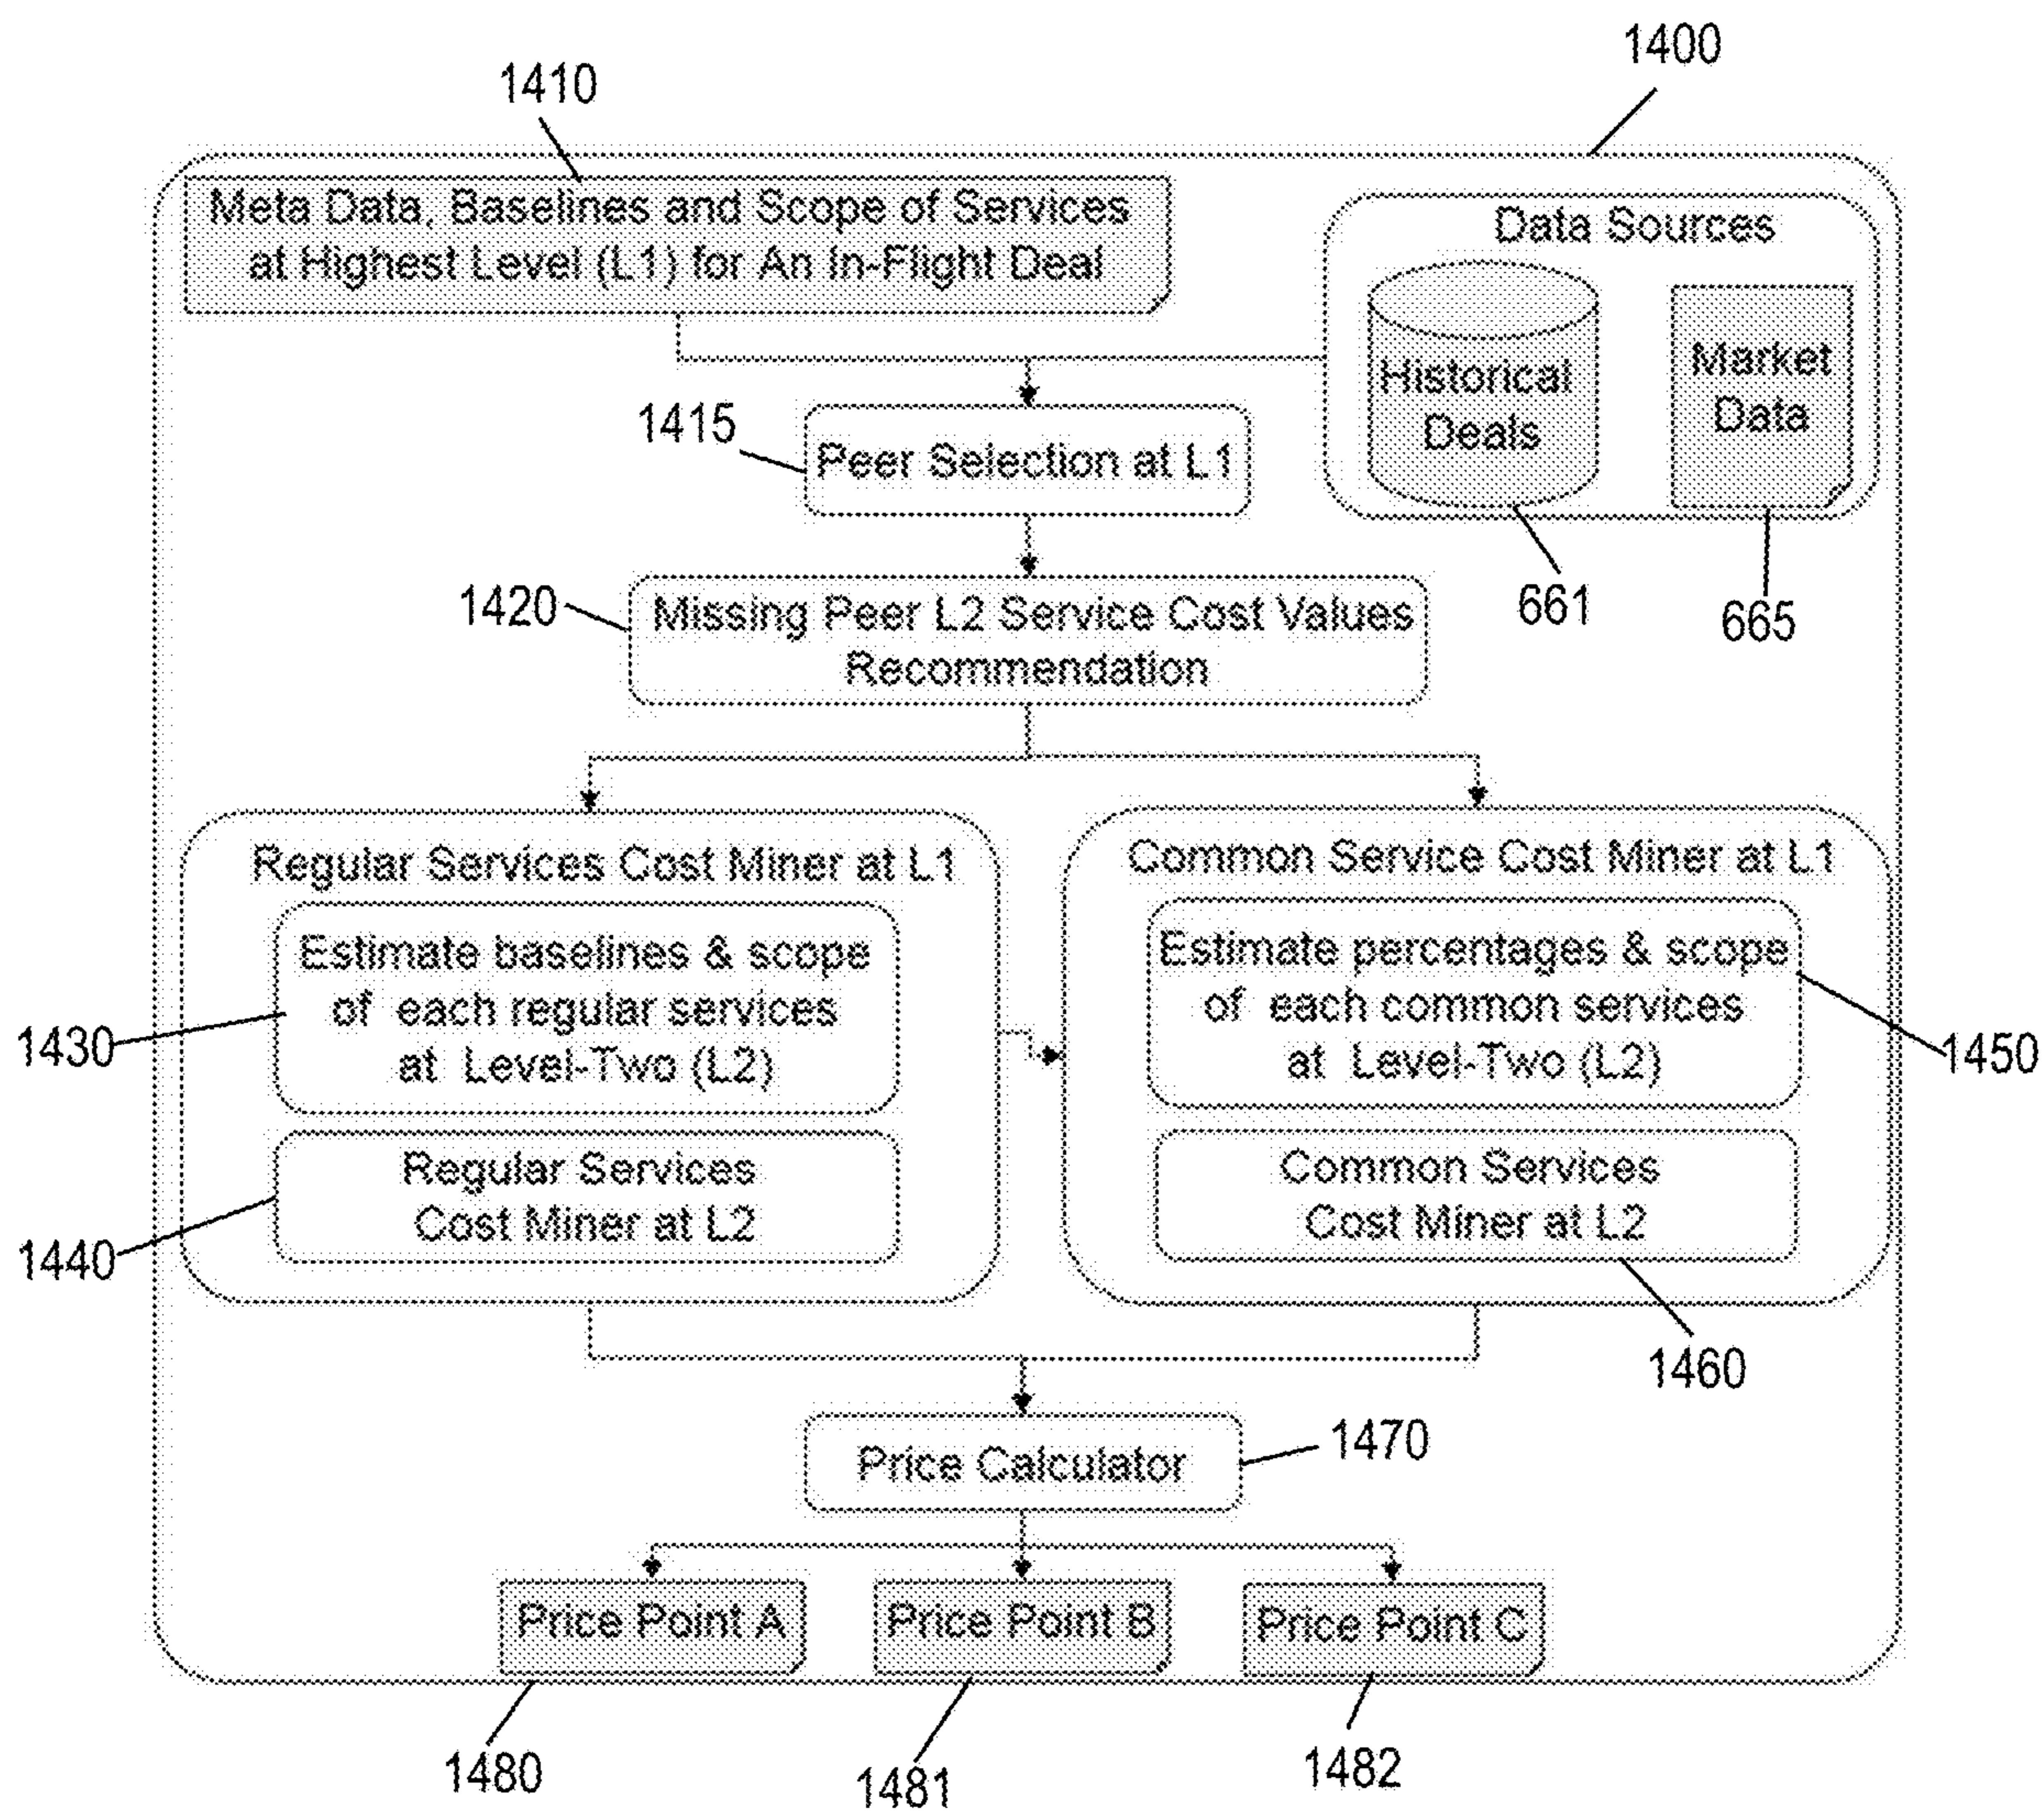 1400
1410
Meta Data, Baselines and Scope of Services
at Highest Level (L1) for An In-Flight Deal
Data Sources
Historical
Deals
Market
Data
1415
Peer Selection at L1
661
665
1420
Missing Peer L2 Service Cost Values
Recommendation
Regular Services Cost Miner at L1
Estimate baselines & scope
of each regular services
at Level-Two (L2)
1430
Regular Services
Cost Miner at L2
1440
Common Service Cost Miner at L1
Estimate percentages & scope
of each common services
at Level-Two (L2)
1450
Common Services
Cost Miner at L2
1460
Price Calculator
1470
Price Point A
Price Point B
Price Point C
1480
1481
1482